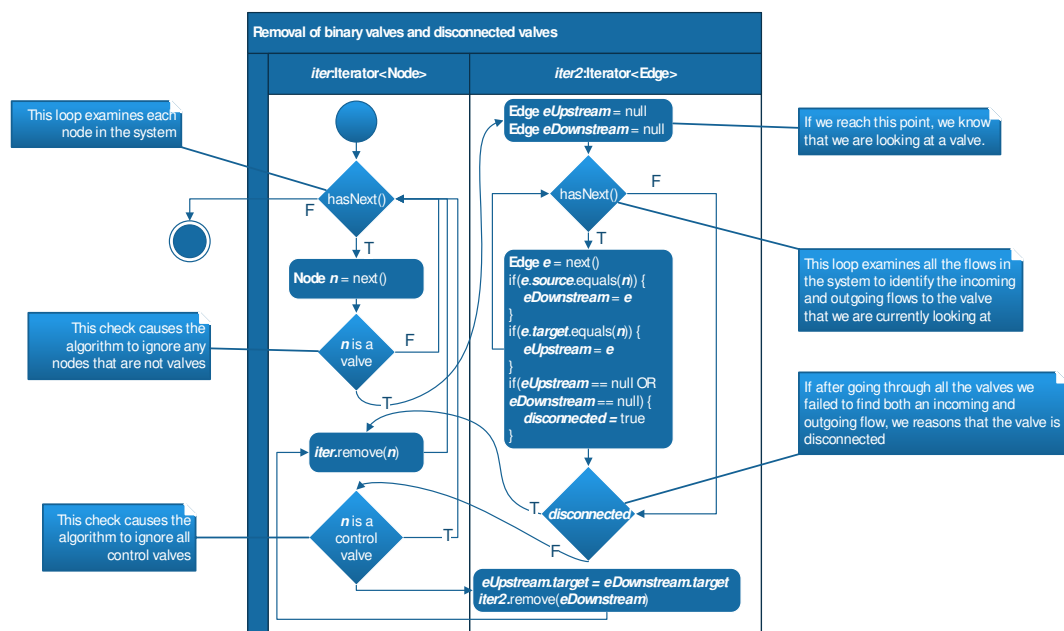 Removal of binary valves and disconnected valves
iter:Iterator<Node>
iter2:Iterator<Edge>
This loop examines each
node in the system
hasNext()
F
T
Node n = next()
This check causes the
algorithm to ignore any
nodes that are not valves
n is a
valve
F
T
iter.remove(n)
This check causes the
algorithm to ignore all
control valves
n is a
control
valve
T
Edge eUpstream = null
Edge eDownstream = null
If we reach this point, we know
that we are looking at a valve.
hasNext()
F
T
Edge e = next()
if(e.source.equals(n)) {
eDownstream = e
}
if(e.target.equals(n)) {
eUpstream = e
}
if(eUpstream == null OR
eDownstream == null) {
disconnected = true
}
This loop examines all the flows in
the system to identify the incoming
and outgoing flows to the valve
that we are currently looking at
If after going through all the valves we
failed to find both an incoming and
outgoing flow, we reasons that the valve is
disconnected
disconnected
T
F
eUpstream.target = eDownstream.target
iter2.remove(eDownstream)